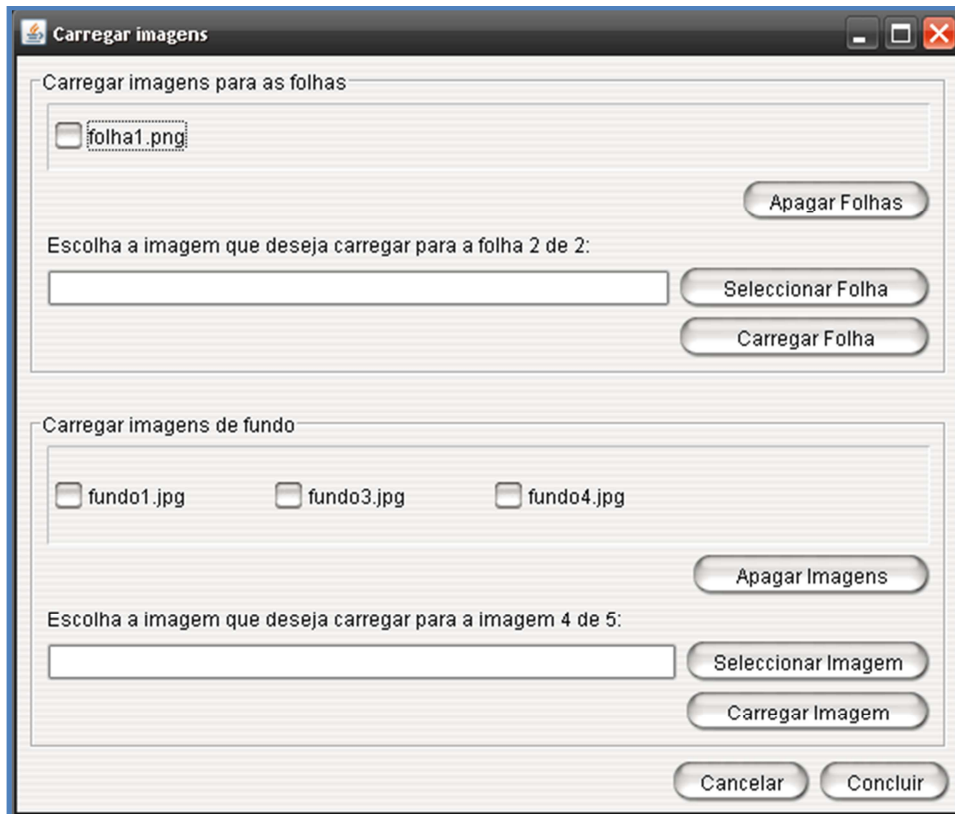 Carregar imagens
Carregar imagens para as folhas
folha1.png
Apagar Folhas
Escolha a imagem que deseja carregar para a folha 2 de 2:
Seleccionar Folha
Carregar Folha
Carregar imagens de fundo
fundo1.jpg fundo3.jpg fundo4.jpg
Apagar Imagens
Escolha a imagem que deseja carregar para a imagem 4 de 5:
Seleccionar Imagem
Carregar Imagem
Cancelar Concluir